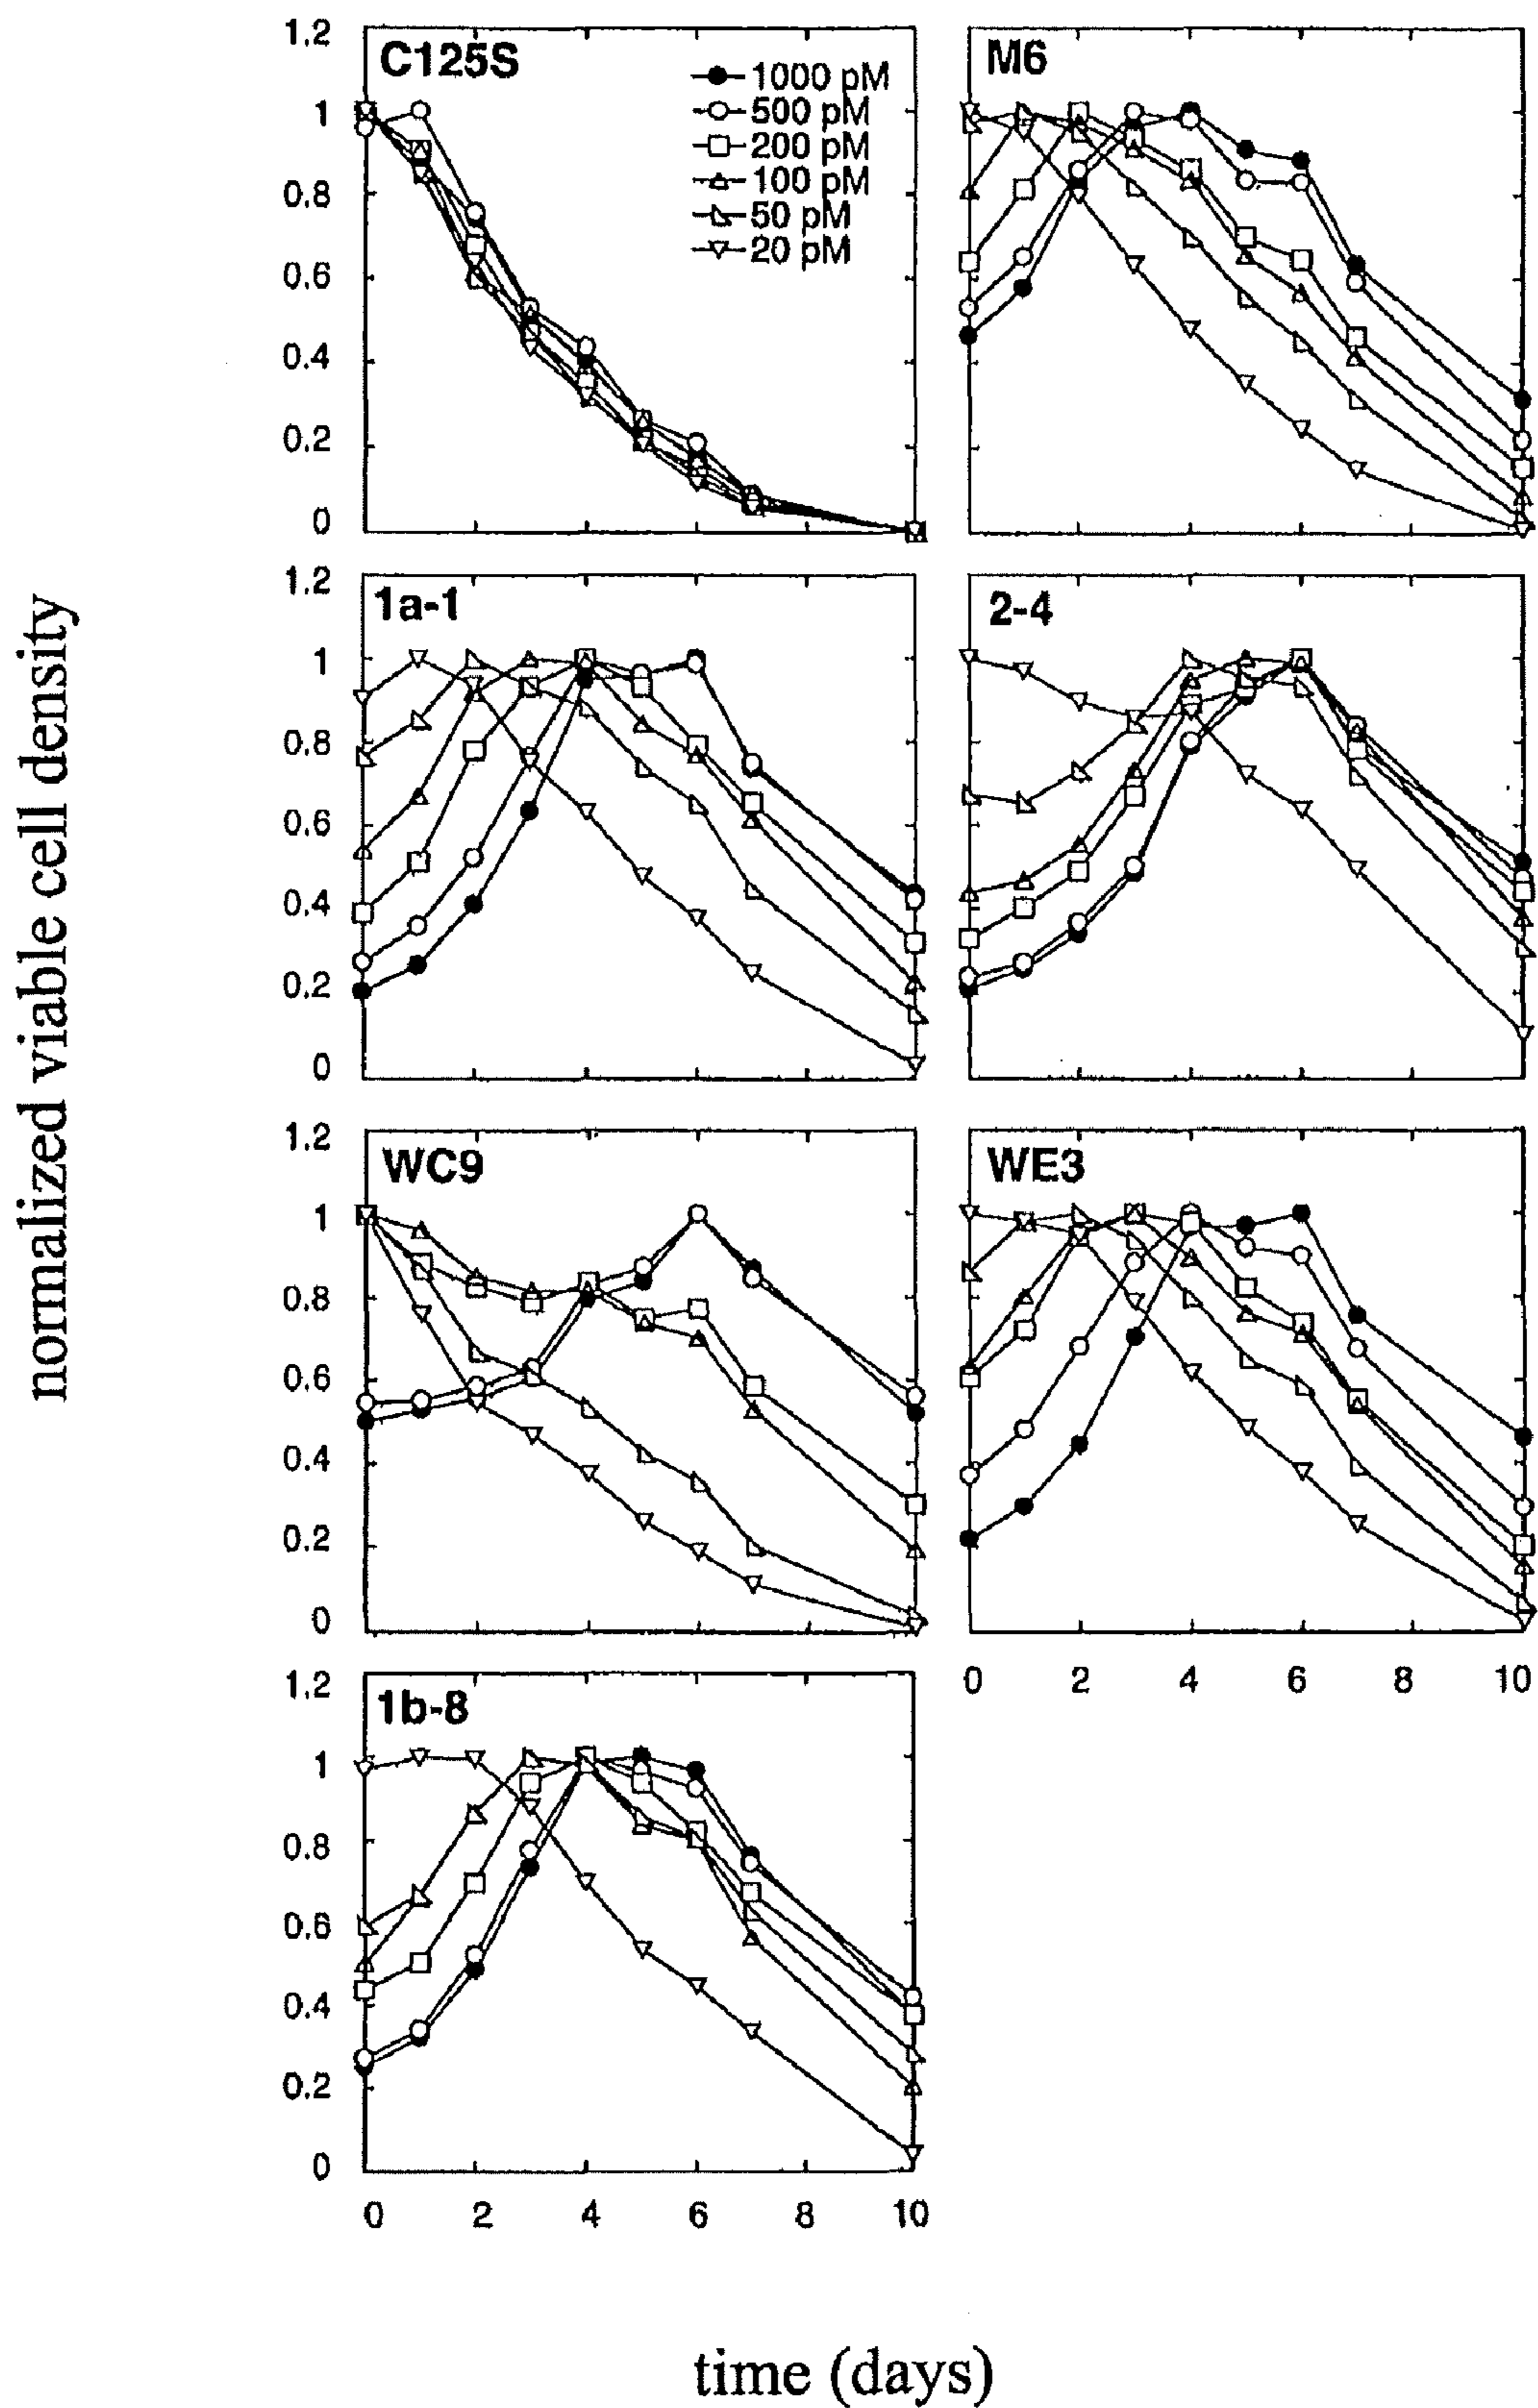 normalized viable cell density
1.2
1
0.8
0.6
0.4
0.2
0
C125S
1000 pM
500 pM
200 pM
100 pM
50 pM
20 pM
M6
1.2
1
0.8
0.6
0.4
0.2
0
1a-1
2-4
1.2
1
0.8
0.6
0.4
0.2
0
WC9
WE3
0 2 4 6 8 10
1.2
1
0.8
0.6
0.4
0.2
0
1b-8
0 2 4 6 8 10
time (days)